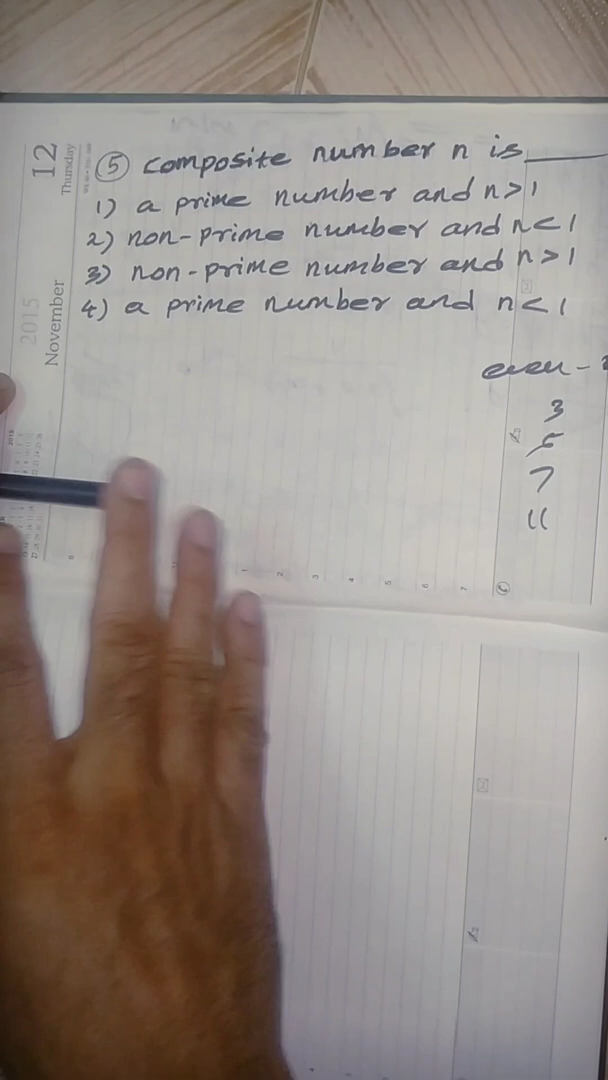 ⑤ composite number n is
1) a prime number and n>1
2) non-prime number and n<1
3) non-prime number and n>1
4) a prime number and n<1
even -
3
5
7
11
12
Thursday
November
2015